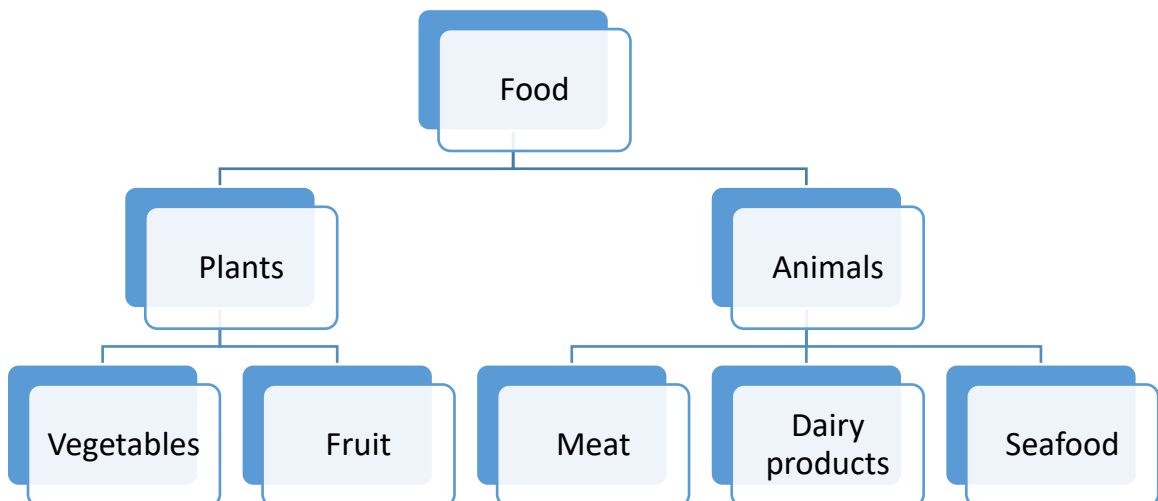 Food
Plants
Animals
Vegetables
Fruit
Meat
Dairy
products
Seafood